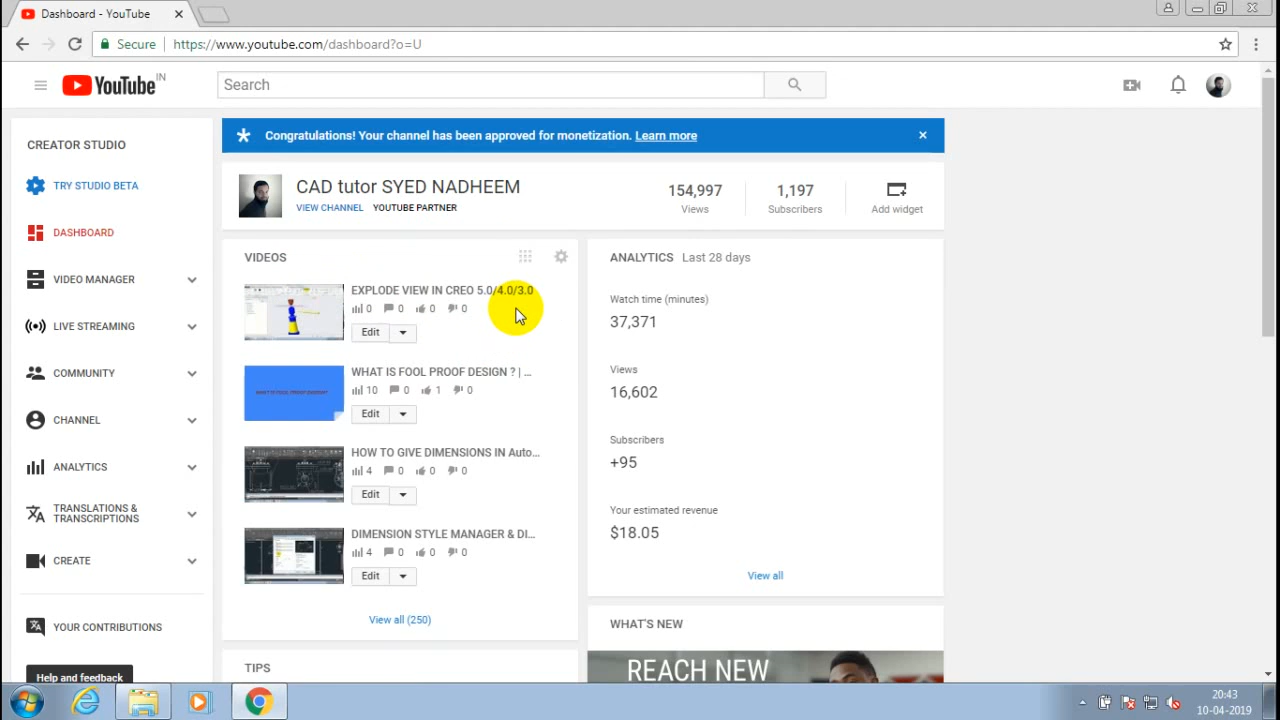 Dashboard - YouTube
Secure https://www.youtube.com/dashboard?o=U
YouTube IN
Search
CREATOR STUDIO
TRY STUDIO BETA
DASHBOARD
VIDEO MANAGER
LIVE STREAMING
COMMUNITY
CHANNEL
ANALYTICS
TRANSLATIONS &
TRANSCRIPTIONS
CREATE
YOUR CONTRIBUTIONS
Help and feedback
Congratulations! Your channel has been approved for monetization. Learn more
CAD tutor SYED NADHEEM
VIEW CHANNEL YOUTUBE PARTNER
154,997
Views
1,197
Subscribers
Add widget
VIDEOS
EXPLODE VIEW IN CREO 5.0/4.0/3.0
0 0 0 0
Edit
WHAT IS FOOL PROOF DESIGN ? | ...
10 0 1 0
Edit
WHAT IS FOOL PROOF DESIGN?
HOW TO GIVE DIMENSIONS IN Auto...
4 0 0 0
Edit
DIMENSION STYLE MANAGER & DI...
4 0 0 0
Edit
View all (250)
TIPS
ANALYTICS Last 28 days
Watch time (minutes)
37,371
Views
16,602
Subscribers
+95
Your estimated revenue
$18.05
View all
WHAT'S NEW
REACH NEW
20:43
10-04-2019